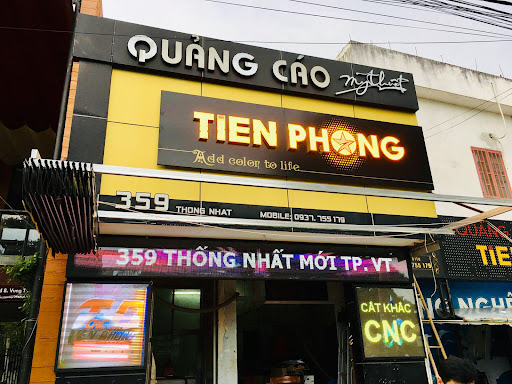 QUẢNG CÁO Mỹ thuật
TIEN PHONG
Add color to life
359 THONG NHAT MOBILE: 0937.755 179
359 THỐNG NHẤT MỚI TP.VT
CẮT KHẮC
CNC
QUẢNG
TIEN